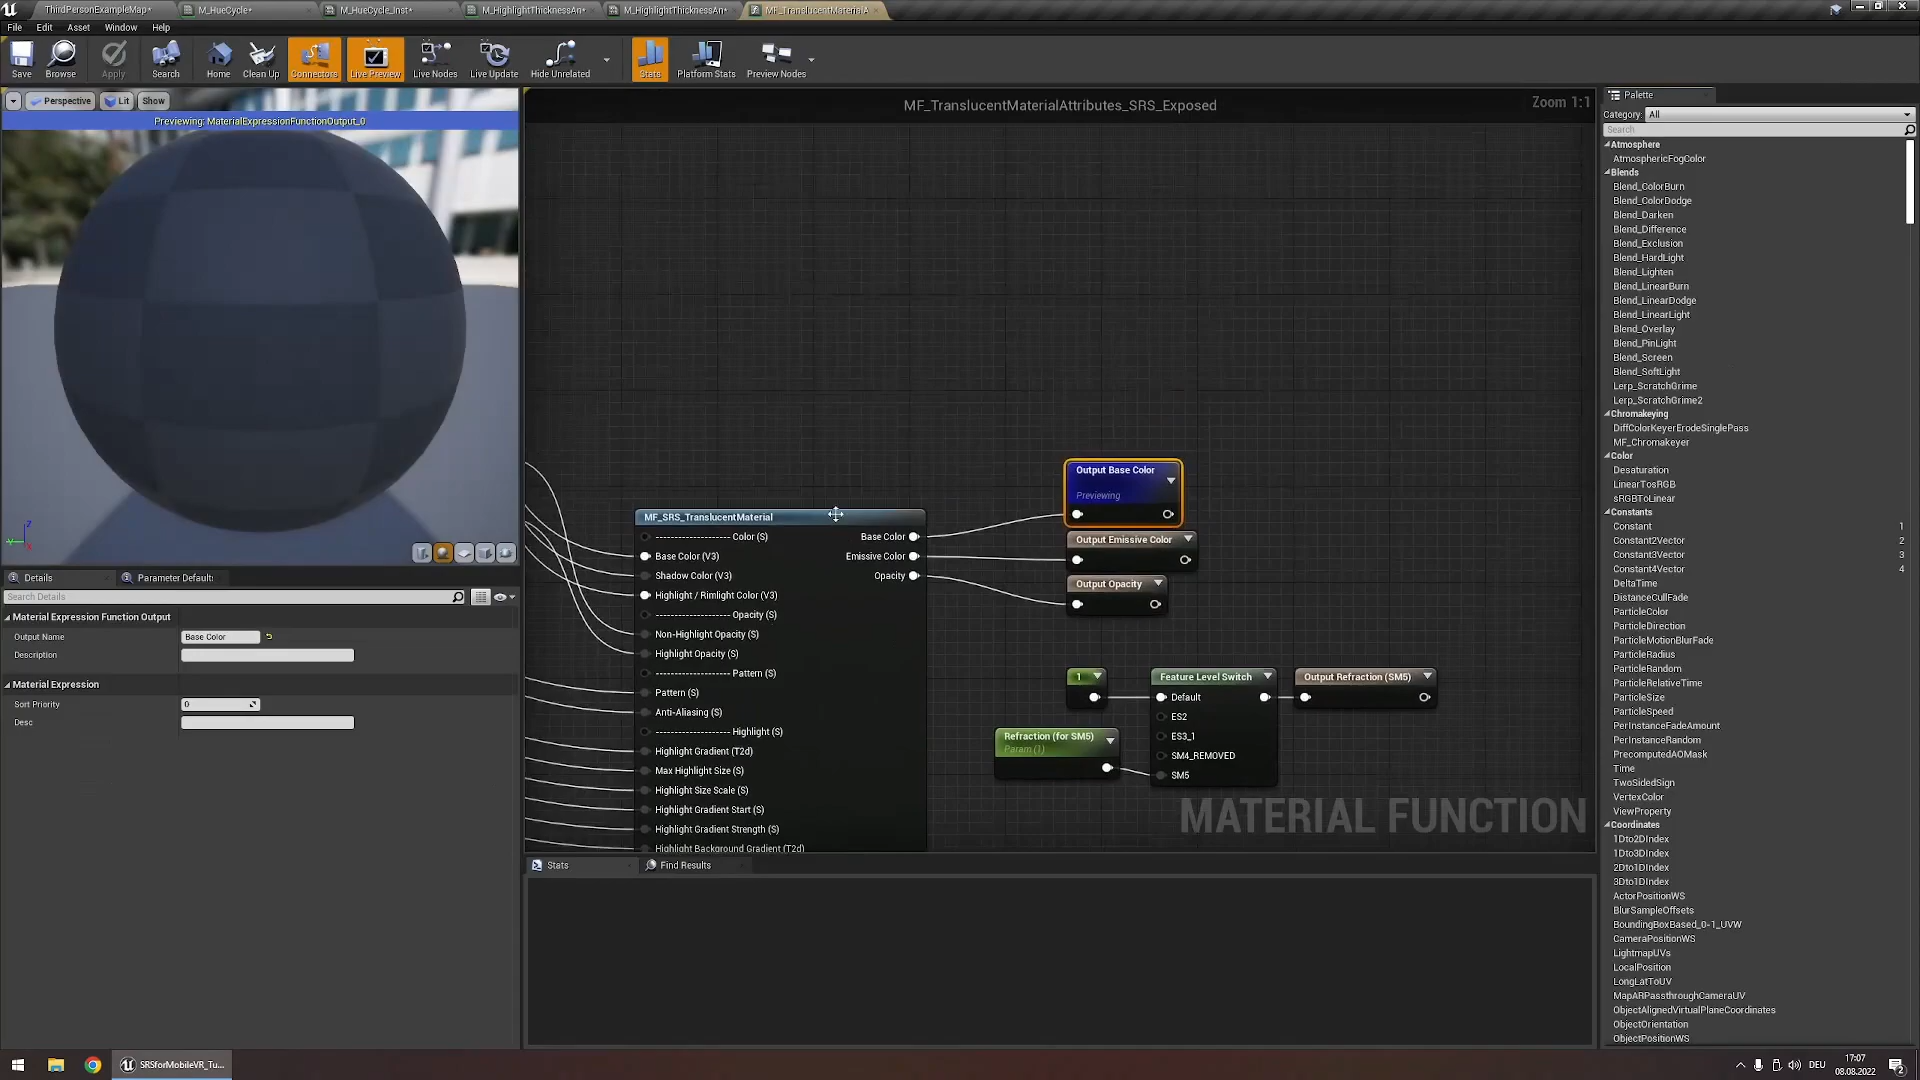 ThirdPersonExampleMap*
M_HueCycle*
M_HueCycle_Inst*
M_HighlightThicknessAn*
M_HighlightThicknessAn*
MF_TranslucentMaterialA
File
Edit
Asset
Window
Help
Save
Browse
Apply
Search
Home
Clean Up
Connectors
Live Preview
Live Nodes
Live Update
Hide Unrelated
Stats
Platform Stats
Preview Nodes
Perspective
Lit
Show
Previewing: MaterialExpressionFunctionOutput_0
MF_TranslucentMaterialAttributes_SRS_Exposed
Zoom 1:1
MF_SRS_TranslucentMaterial
-------------------- Color (S)
Base Color (V3)
Shadow Color (V3)
Highlight / Rimlight Color (V3)
-------------------- Opacity (S)
Non-Highlight Opacity (S)
Highlight Opacity (S)
-------------------- Pattern (S)
Pattern (S)
Anti-Aliasing (S)
-------------------- Highlight (S)
Highlight Gradient (T2d)
Max Highlight Size (S)
Highlight Size Scale (S)
Highlight Gradient Start (S)
Highlight Gradient Strength (S)
Highlight Background Gradient (T2d)
Base Color
Emissive Color
Opacity
Output Base Color
Previewing
Output Emissive Color
Output Opacity
1
Feature Level Switch
Default
ES2
ES3_1
SM4_REMOVED
SM5
Output Refraction (SM5)
Refraction (for SM5)
Param (1)
MATERIAL FUNCTION
Details
Parameter Default:
Search Details
Material Expression Function Output
Output Name
Base Color
Description
Material Expression
Sort Priority
0
Desc
Stats
Find Results
Palette
Category:
All
Search
Atmosphere
AtmosphericFogColor
Blends
Blend_ColorBurn
Blend_ColorDodge
Blend_Darken
Blend_Difference
Blend_Exclusion
Blend_HardLight
Blend_Lighten
Blend_LinearBurn
Blend_LinearDodge
Blend_LinearLight
Blend_Overlay
Blend_PinLight
Blend_Screen
Blend_SoftLight
Lerp_ScratchGrime
Lerp_ScratchGrime2
Chromakeying
DiffColorKeyerErodeSinglePass
MF_Chromakeyer
Color
Desaturation
LinearTosRGB
sRGBToLinear
Constants
Constant 1
Constant2Vector 2
Constant3Vector 3
Constant4Vector 4
DeltaTime
DistanceCullFade
ParticleColor
ParticleDirection
ParticleMotionBlurFade
ParticleRadius
ParticleRandom
ParticleRelativeTime
ParticleSize
ParticleSpeed
PerInstanceFadeAmount
PerInstanceRandom
PrecomputedAOMask
Time
TwoSidedSign
VertexColor
ViewProperty
Coordinates
1Dto2DIndex
1Dto3DIndex
2Dto1DIndex
3Dto1DIndex
ActorPositionWS
BlurSampleOffsets
BoundingBoxBased_0-1_UVW
CameraPositionWS
LightmapUVs
LocalPosition
LongLatToUV
MapARPassthroughCameraUV
ObjectAlignedVirtualPlaneCoordinates
ObjectOrientation
ObjectPositionWS
SRSforMobileVR_Tu...
DEU
17:07
08.08.2022
2